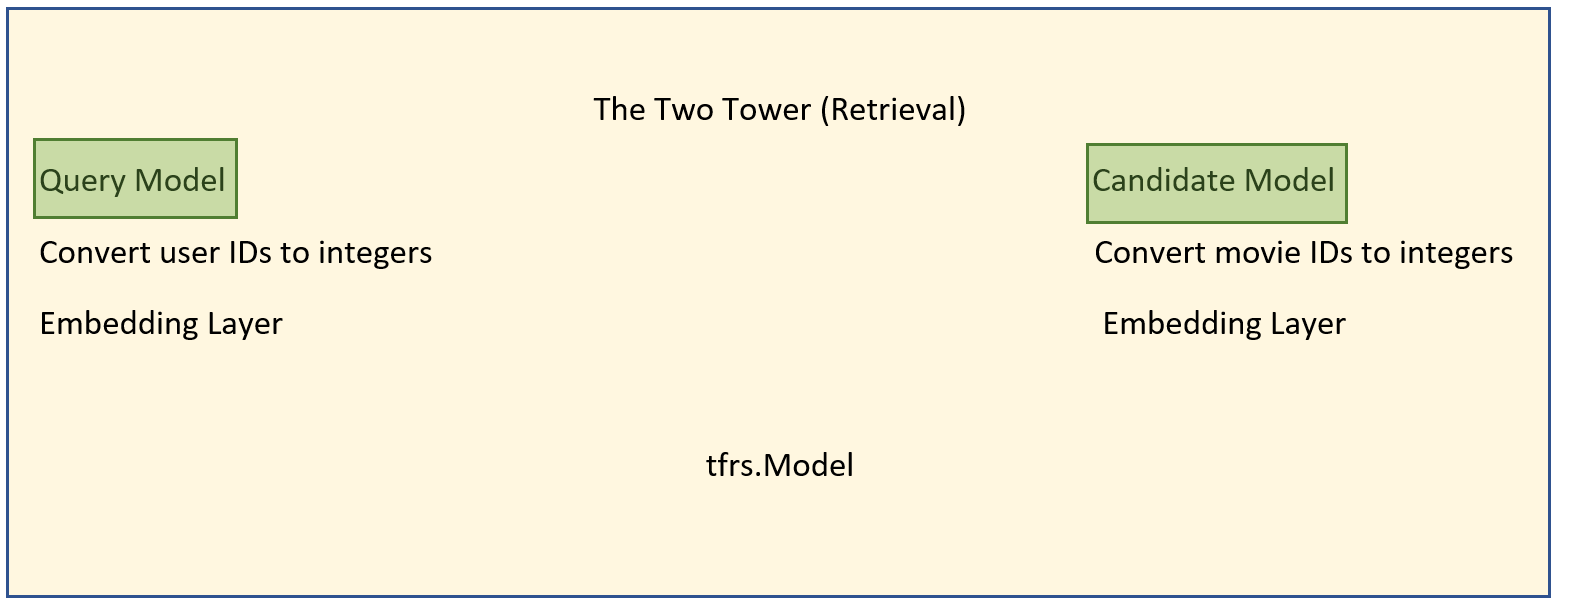 The Two Tower (Retrieval)
Query Model
Candidate Model
Convert user IDs to integers
Convert movie IDs to integers
Embedding Layer
Embedding Layer
tfrs.Model